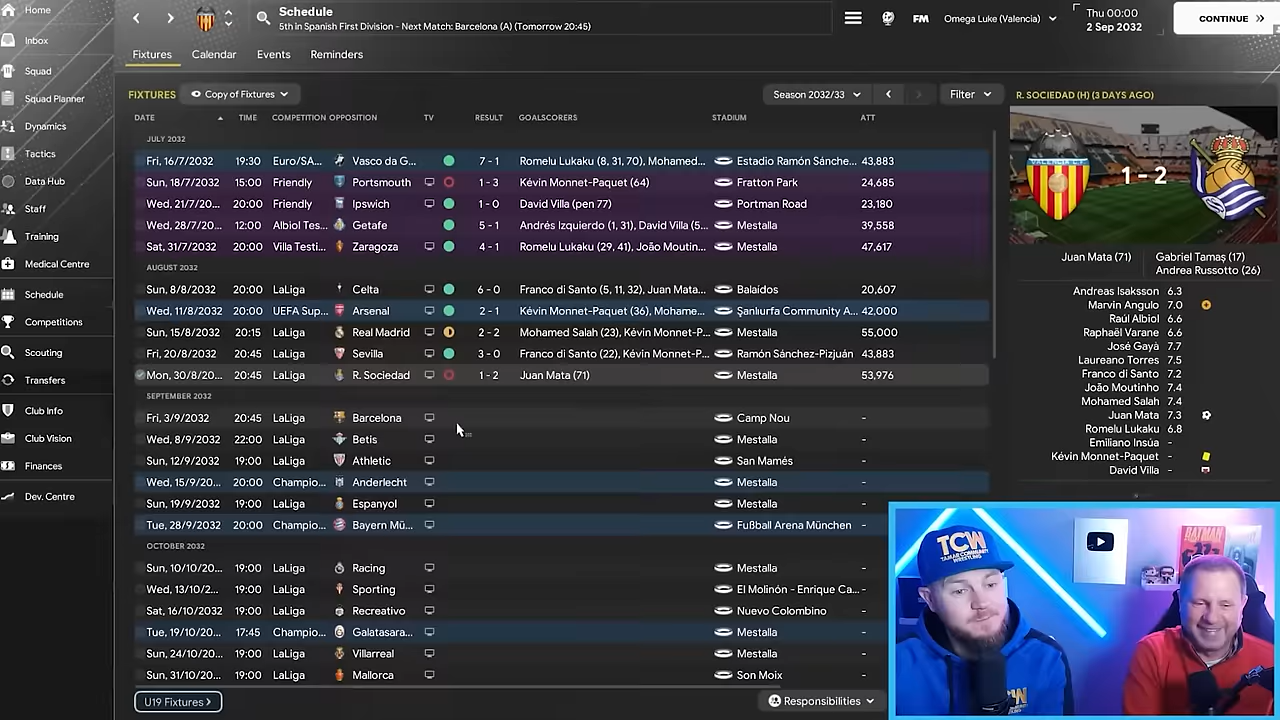 Home
Inbox
Squad
Squad Planner
Dynamics
Tactics
Data Hub
Staff
Training
Medical Centre
Schedule
Competitions
Scouting
Transfers
Club Info
Club Vision
Finances
Dev. Centre
Schedule
5th in Spanish First Division - Next Match: Barcelona (A) (Tomorrow 20:45)
FM Omega Luke (Valencia)
Thu 00:00
2 Sep 2032
CONTINUE
Fixtures Calendar Events Reminders
FIXTURES Copy of Fixtures Season 2032/33 Filter
DATE TIME COMPETITION OPPOSITION TV RESULT GOALSCORERS STADIUM ATT
JULY 2032
Fri, 16/7/2032 19:30 Euro/SA... Vasco da G... 7 - 1 Romelu Lukaku (8, 31, 70), Mohamed... Estadio Ramón Sánche... 43,883
Sun, 18/7/2032 15:00 Friendly Portsmouth 1 - 3 Kévin Monnet-Paquet (64) Fratton Park 24,685
Wed, 21/7/20... 20:00 Friendly Ipswich 1 - 0 David Villa (pen 77) Portman Road 23,180
Wed, 28/7/20... 12:00 Albiol Tes... Getafe 5 - 1 Andrés Izquierdo (1, 31), David Villa (5... Mestalla 39,558
Sat, 31/7/2032 20:00 Villa Testi... Zaragoza 4 - 1 Romelu Lukaku (29, 41), João Moutin... Mestalla 47,617
AUGUST 2032
Sun, 8/8/2032 20:00 LaLiga Celta 6 - 0 Franco di Santo (5, 11, 32), Juan Mata... Balaídos 20,607
Wed, 11/8/2032 20:00 UEFA Sup... Arsenal 2 - 1 Kévin Monnet-Paquet (36), Mohame... Şanlıurfa Community A... 42,000
Sun, 15/8/2032 20:15 LaLiga Real Madrid 2 - 2 Mohamed Salah (23), Kévin Monnet-P... Mestalla 55,000
Fri, 20/8/2032 20:45 LaLiga Sevilla 3 - 0 Franco di Santo (22), Kévin Monnet-P... Ramón Sánchez-Pizjuán 43,883
Mon, 30/8/20... 20:45 LaLiga R. Sociedad 1 - 2 Juan Mata (71) Mestalla 53,976
SEPTEMBER 2032
Fri, 3/9/2032 20:45 LaLiga Barcelona Camp Nou -
Wed, 8/9/2032 22:00 LaLiga Betis Mestalla -
Sun, 12/9/2032 19:00 LaLiga Athletic San Mamés -
Wed, 15/9/20... 20:00 Champio... Anderlecht Mestalla -
Sun, 19/9/2032 19:00 LaLiga Espanyol Mestalla -
Tue, 28/9/2032 20:00 Champio... Bayern Mü... Fußball Arena München -
OCTOBER 2032
Sun, 10/10/20... 19:00 LaLiga Racing Mestalla -
Wed, 13/10/2... 19:00 LaLiga Sporting El Molinón - Enrique Ca... -
Sat, 16/10/2032 19:00 LaLiga Recreativo Nuevo Colombino -
Tue, 19/10/20... 17:45 Champio... Galatasara... Mestalla -
Sun, 24/10/20... 19:00 LaLiga Villarreal Mestalla -
Sun, 31/10/20... 19:00 LaLiga Mallorca Son Moix -
U19 Fixtures
Responsibilities
R. SOCIEDAD (H) (3 DAYS AGO)
VALENCIA C.F.
1 - 2
Juan Mata (71) Gabriel Tamaş (17)
Andrea Russotto (26)
Andreas Isaksson 6.3
Marvin Angulo 7.0
Raúl Albiol 6.6
Raphaël Varane 6.6
José Gayà 7.7
Laureano Torres 7.5
Franco di Santo 7.2
João Moutinho 7.4
Mohamed Salah 7.4
Juan Mata 7.3
Romelu Lukaku 6.8
Emiliano Insúa -
Kévin Monnet-Paquet -
David Villa -
TCW
TAMAR COMMUNITY
WRESTLING
BATMAN